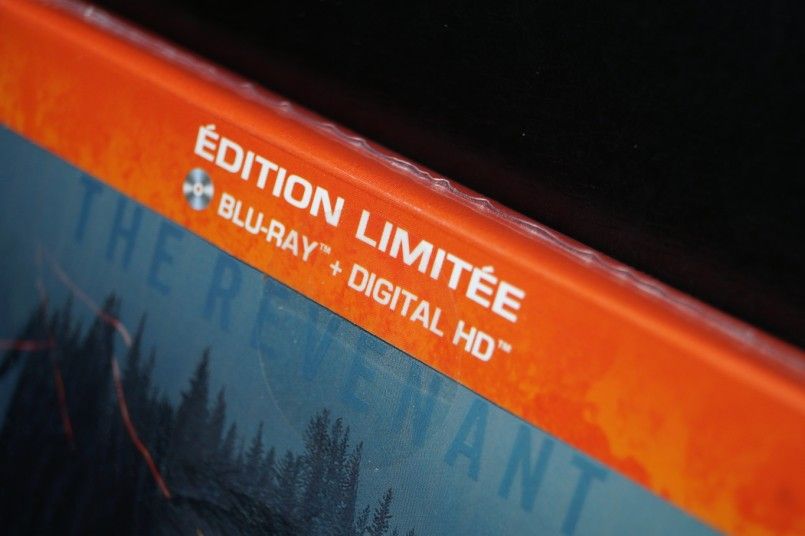 ÉDITION LIMITÉE
BLU-RAY™ + DIGITAL HD™
THE REVENANT